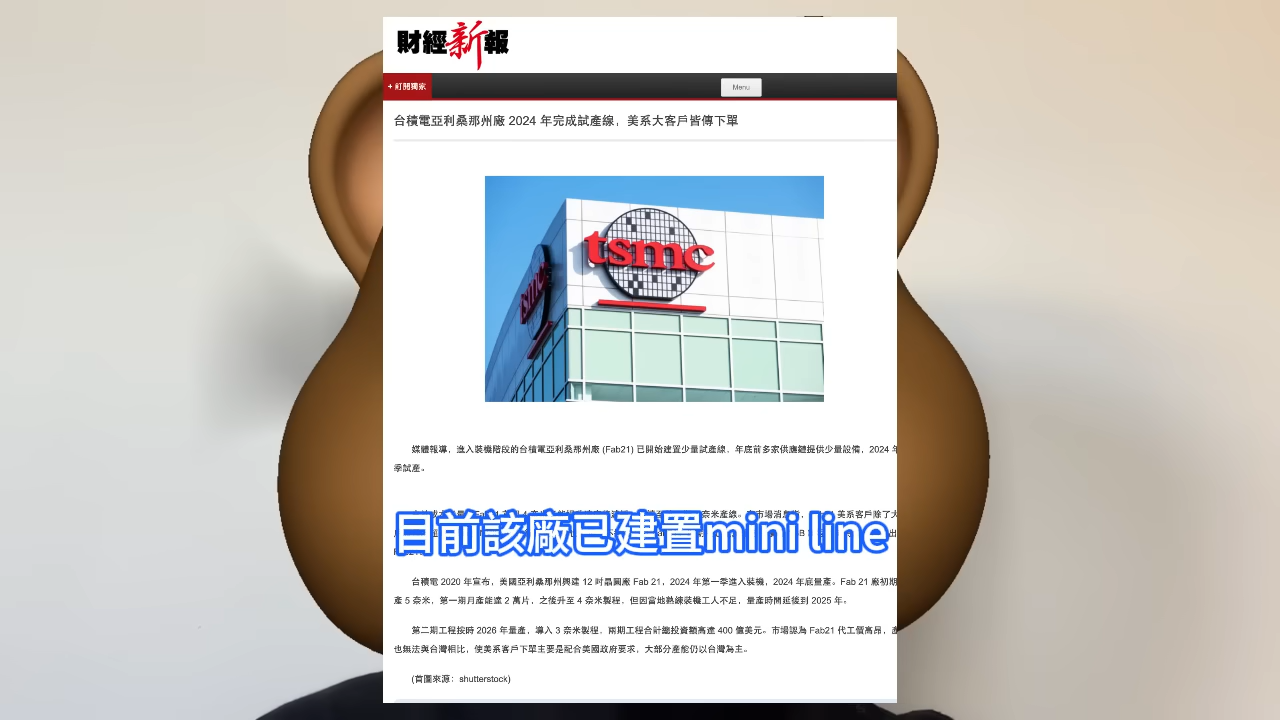 財經新報
+ 訂閱獨家
Menu
台積電亞利桑那州廠 2024 年完成試產線，美系大客戶皆傳下單
tsmc
tsmc
媒體報導，進入裝機階段的台積電亞利桑那州廠 (Fab21) 已開始建置少量試產線，年底前多家供應鏈提供少量設備，2024 年
季試產。
目前該廠已建置mini line
台積電 2020 年宣布，美國亞利桑那州興建 12 吋晶圓廠 Fab 21，2024 年第一季進入裝機，2024 年底量產。Fab 21 廠初期
產 5 奈米，第一期月產能達 2 萬片，之後升至 4 奈米製程，但因當地熟練裝機工人不足，量產時間延後到 2025 年。
第二期工程按時 2026 年量產，導入 3 奈米製程，兩期工程合計總投資額高達 400 億美元。市場認為 Fab21 代工價高昂，產
也無法與台灣相比，使美系客戶下單主要是配合美國政府要求，大部分產能仍以台灣為主。
(首圖來源：shutterstock)